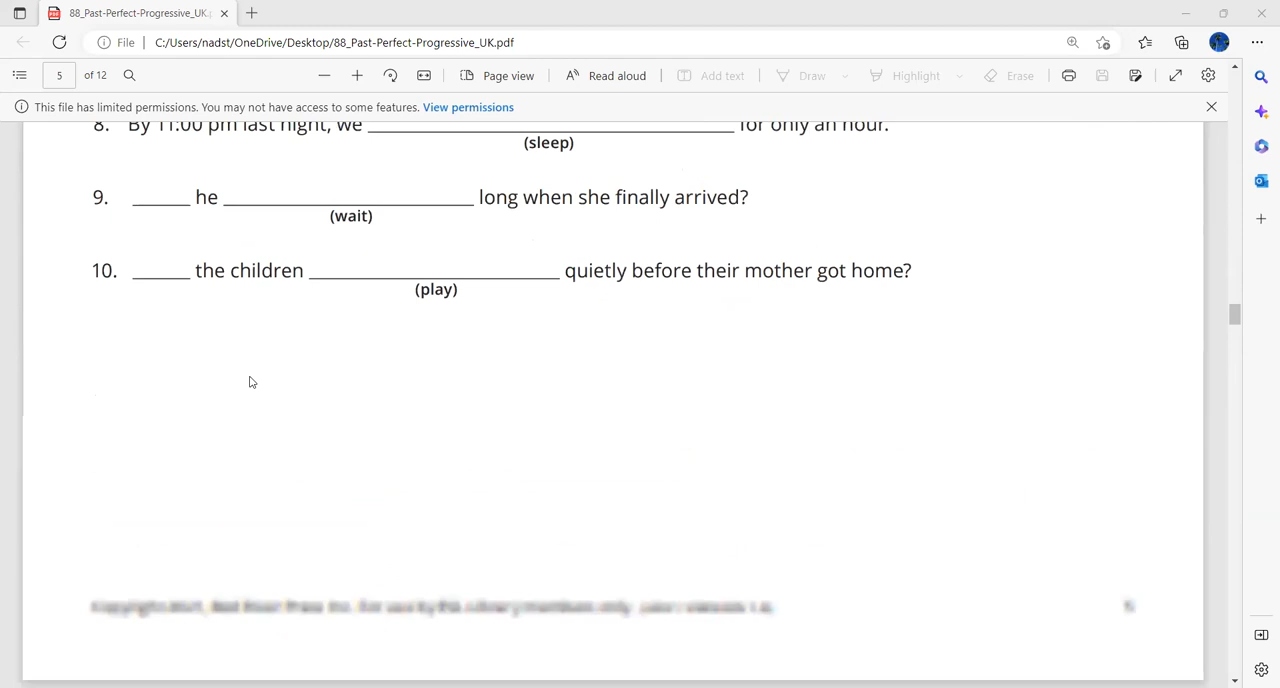 88_Past-Perfect-Progressive_UK.p
File C:/Users/nadst/OneDrive/Desktop/88_Past-Perfect-Progressive_UK.pdf
5 of 12 Page view Read aloud Add text Draw Highlight Erase
This file has limited permissions. You may not have access to some features. View permissions
8. By 11:00 pm last night, we ______ for only an hour.
(sleep)
9. ______ he ______ long when she finally arrived?
(wait)
10. ______ the children ______ quietly before their mother got home?
(play)